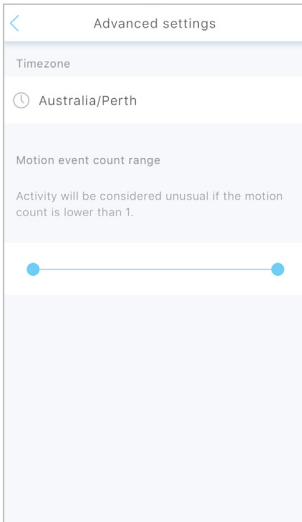 Advanced settings
Timezone
Australia/Perth
Motion event count range
Activity will be considered unusual if the motion
count is lower than 1.